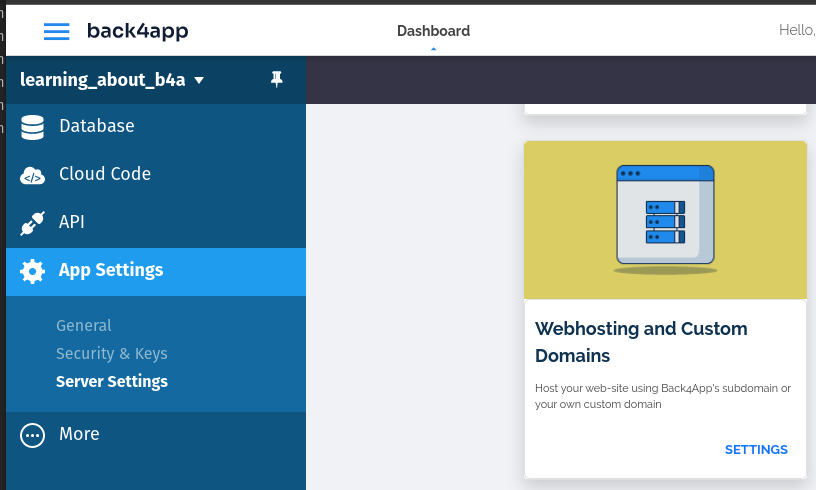 back4app
Dashboard
Hello,
learning_about_b4a
Database
Cloud Code
API
App Settings
General
Security & Keys
Server Settings
More
Webhosting and Custom
Domains
Host your web-site using Back4App's subdomain or
your own custom domain
SETTINGS